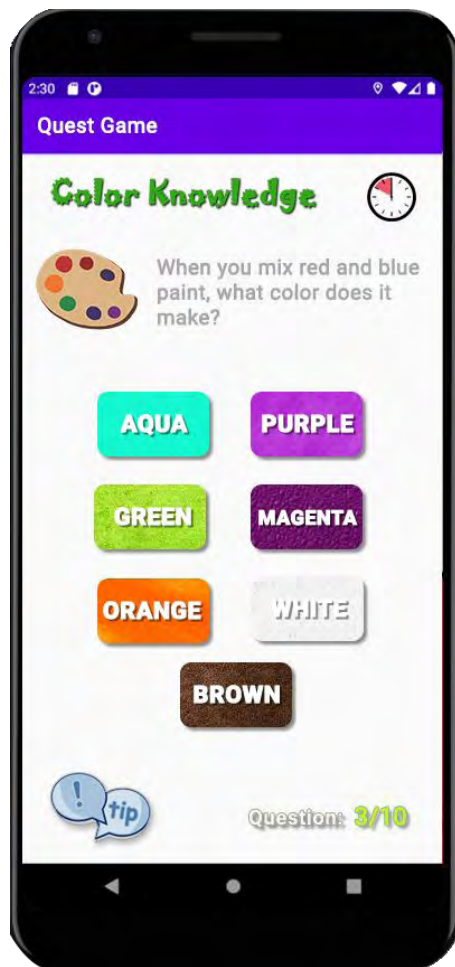 2:30
Quest Game
Color Knowledge
When you mix red and blue
paint, what color does it
make?
AQUA PURPLE
GREEN MAGENTA
ORANGE WHITE
BROWN
! tip
Question: 3/10